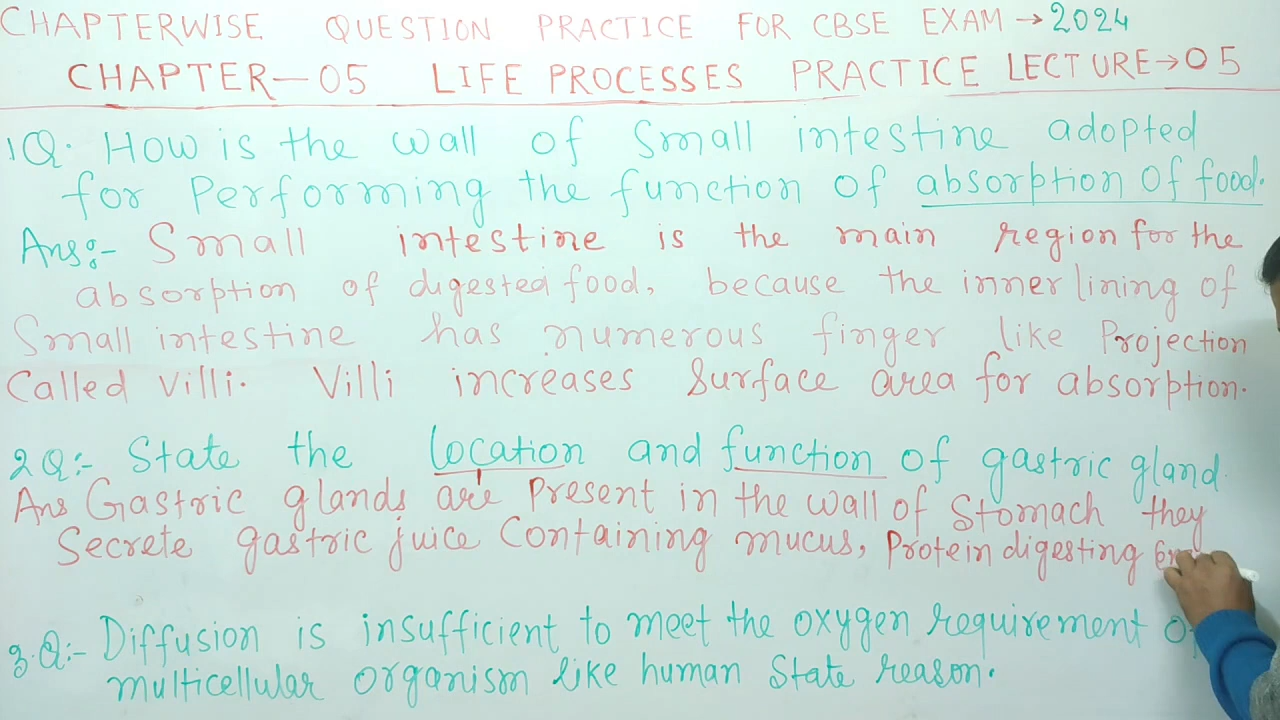 CHAPTERWISE QUESTION PRACTICE FOR CBSE EXAM → 2024
CHAPTER—05 LIFE PROCESSES PRACTICE LECTURE→05
1Q. HOW is the wall of Small intestine adopted
for Performing the function of absorption of food.
Ans:- Small intestine is the main region for the
absorption of digested food, because the inner lining of
Small intestine has numerous finger like Projection
Called Villi. Villi increases Surface area for absorption.
2Q:- State the location and function of gastric gland.
Ans Gastric glands are Present in the wall of Stomach they
Secrete gastric juice Containing mucus, Protein digesting
3.Q:- Diffusion is insufficient to meet the oxygen requirement
multicellular organism like human State reason.